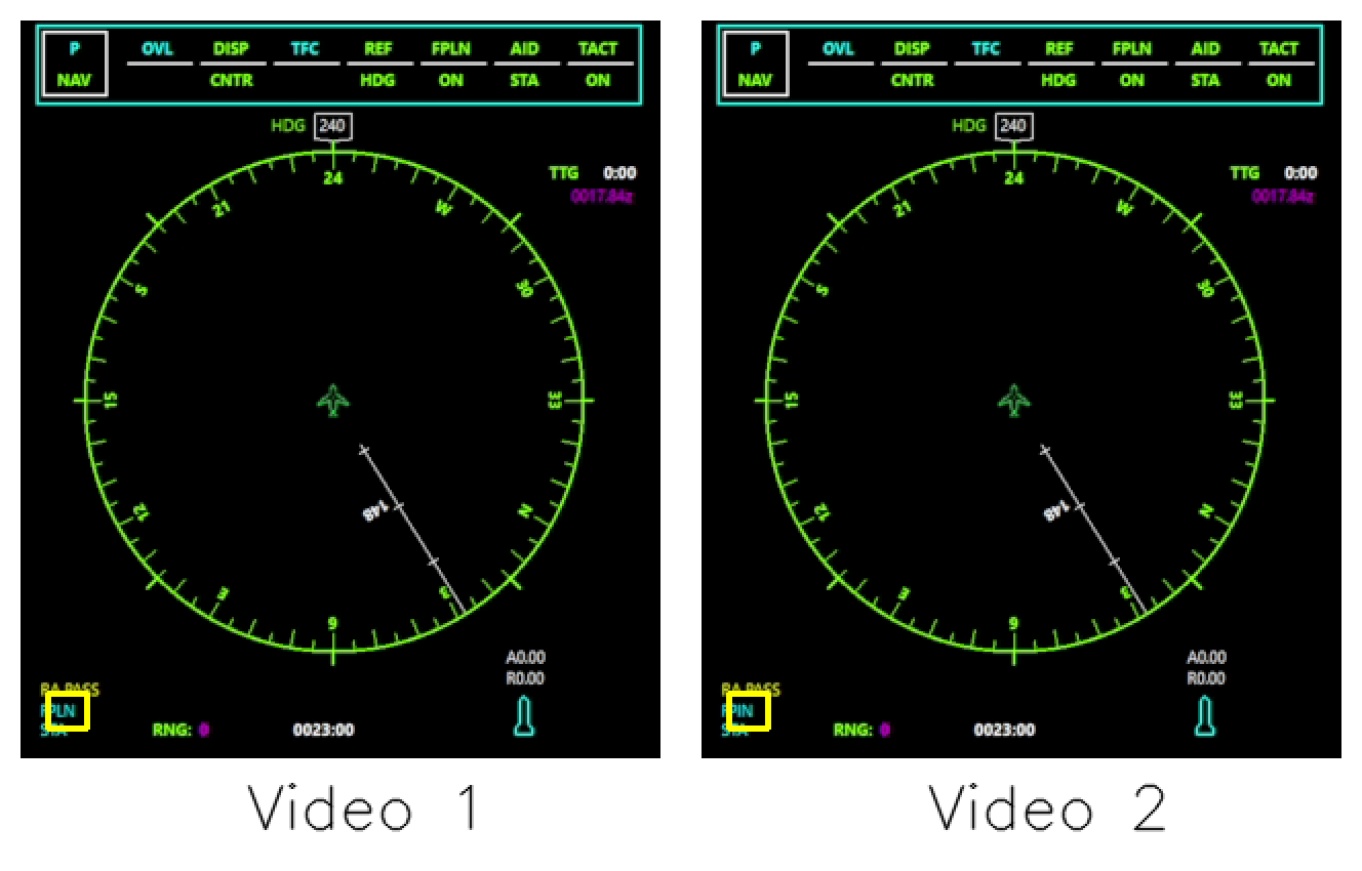 P OVL DISP TFC REF FPLN AID TACT
NAV CNTR HDG ON STA ON
HDG 240
24
21 W
TTG 0:00
0017.84z
S 30
15 33
148
12 N
E 3
6
A0.00
R0.00
RA PASS
FPLN
STA
RNG: 0 0023:00
Video 1
P OVL DISP TFC REF FPLN AID TACT
NAV CNTR HDG ON STA ON
HDG 240
24
21 W
TTG 0:00
0017.84z
S 30
15 33
148
12 N
E 3
6
A0.00
R0.00
RA PASS
FPIN
STA
RNG: 0 0023:00
Video 2